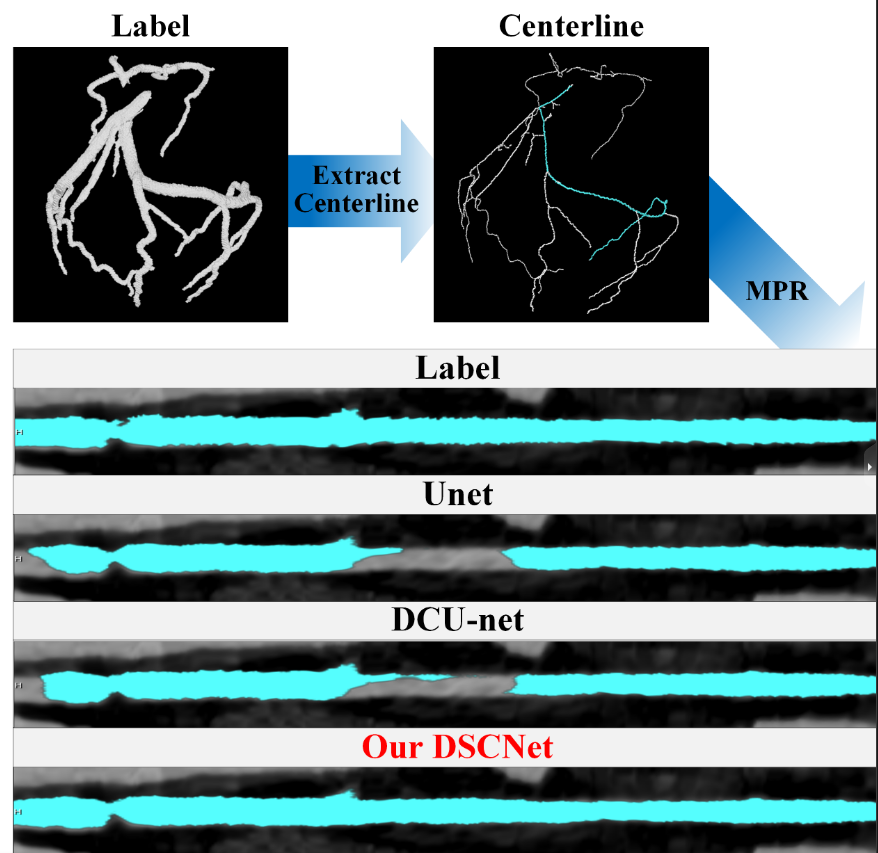 Label
Centerline
Extract
Centerline
MPR
Label
H
Unet
H
DCU-net
H
Our DSCNet
H